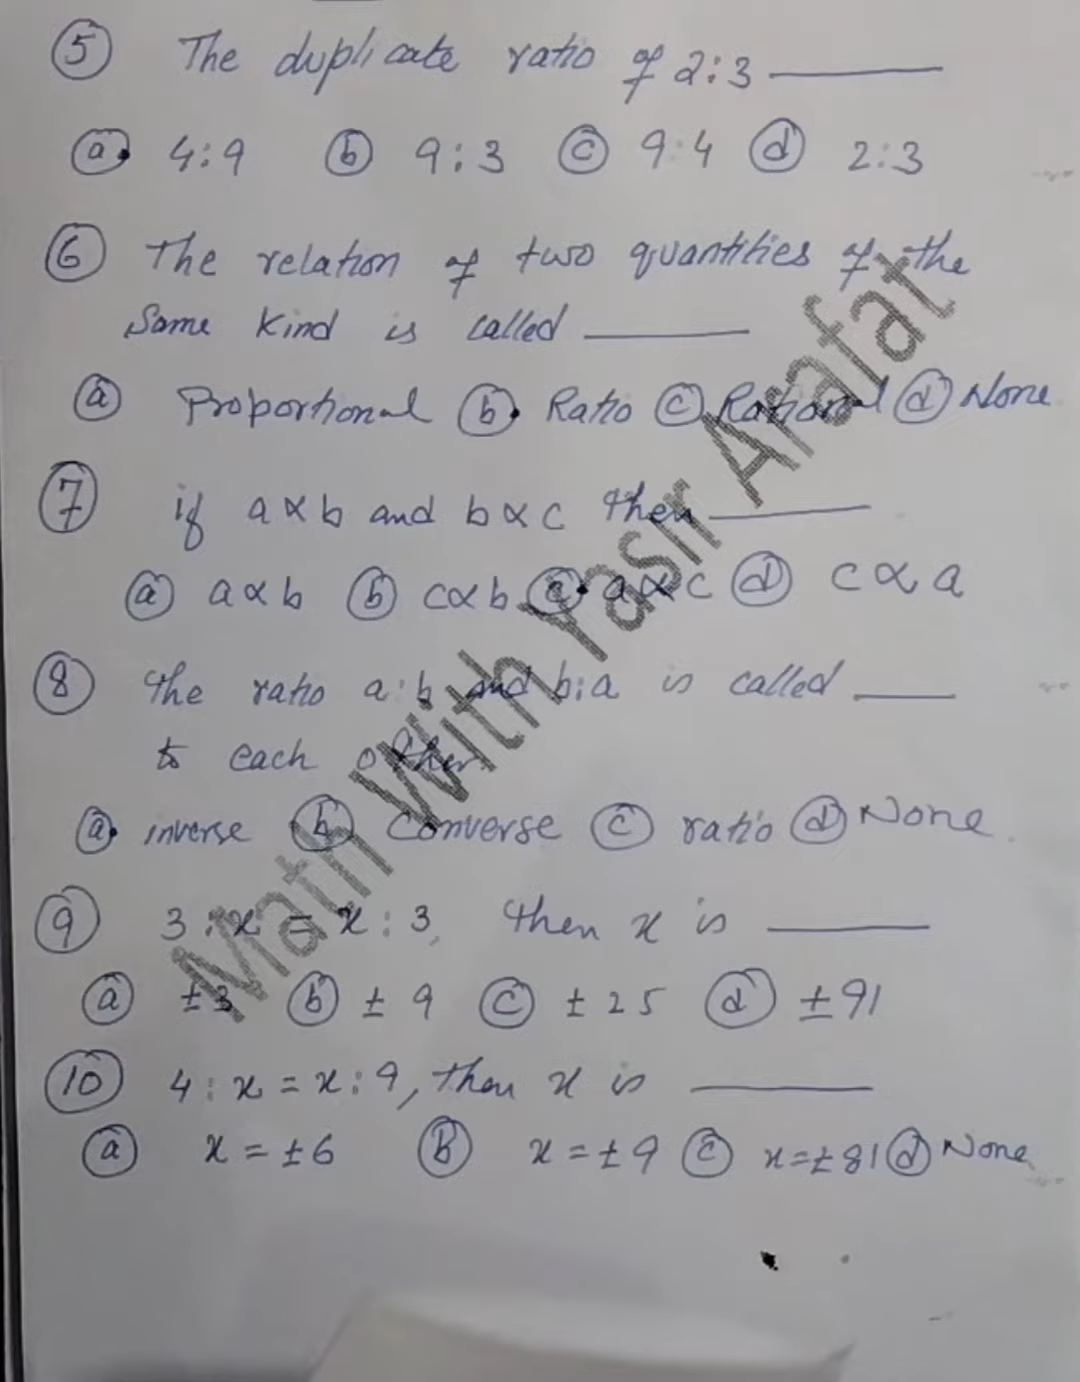 5 The duplicate ratio of 2:3 ______
a 4:9 b 9:3 c 9:4 d 2:3
6 The relation of two quantities of the
Same kind is called ______
a Proportional b Ratio c Rational d None
7 if a∝b and b∝c then ______
a a∝b b c∝b c a∝c d c∝a
8 the ratio a:b and b:a is called ____
to each other
a inverse b Converse c ratio d None.
9 3:x = x:3, then x is ______
a ±3 b ±9 c ±25 d ±91
10 4:x = x:9, then x is ______
a x = ±6 b x = ±9 c x = ±81 d None
Math With Yasir Arafat